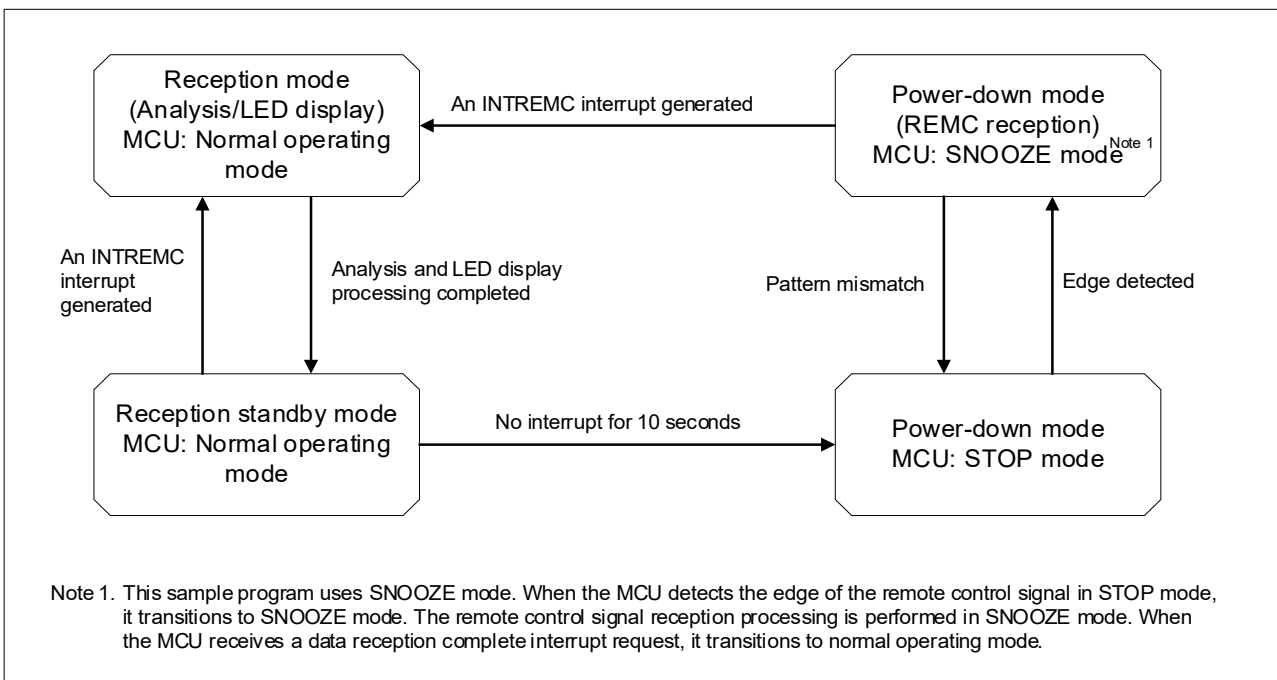 Reception mode
(Analysis/LED display)
MCU: Normal operating
mode
An INTREMC interrupt generated
Power-down mode
(REMC reception)
MCU: SNOOZE mode Note 1
An INTREMC
interrupt
generated
Analysis and LED display
processing completed
Pattern mismatch
Edge detected
Reception standby mode
MCU: Normal operating
mode
No interrupt for 10 seconds
Power-down mode
MCU: STOP mode
Note 1. This sample program uses SNOOZE mode. When the MCU detects the edge of the remote control signal in STOP mode,
it transitions to SNOOZE mode. The remote control signal reception processing is performed in SNOOZE mode. When
the MCU receives a data reception complete interrupt request, it transitions to normal operating mode.